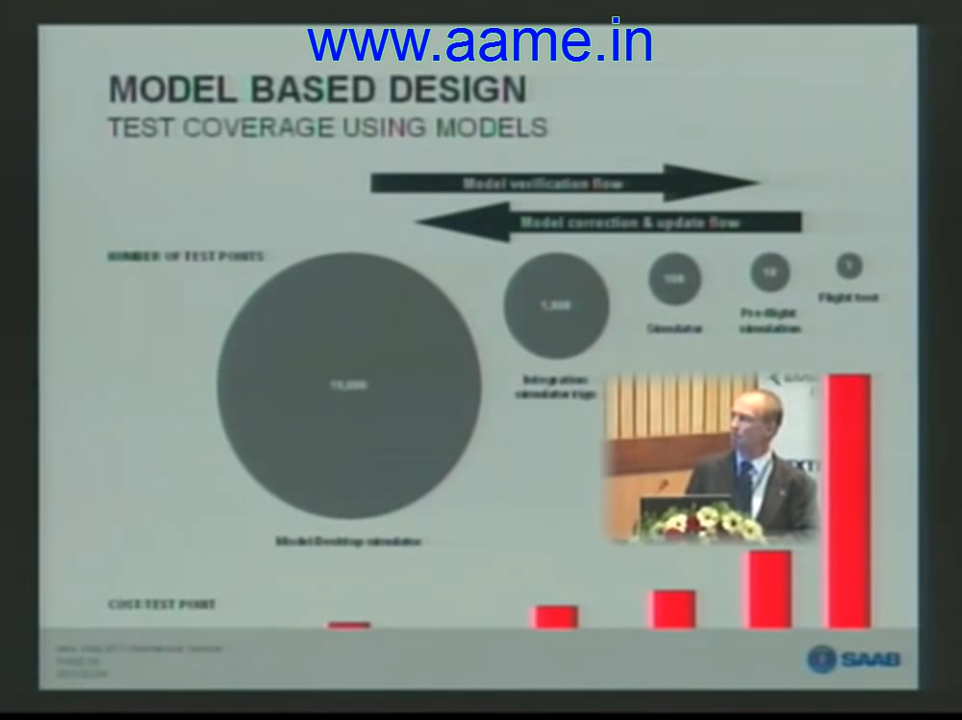 www.aame.in
MODEL BASED DESIGN
TEST COVERAGE USING MODELS
Model verification flow
Model correction & update flow
NUMBER OF TEST POINTS
10,000
1,000
100
10
1
Flight test
Pre-flight
simulation
Simulator
Integration
simulator rigs
Model Desktop simulator
COST/TEST POINT
SAAB